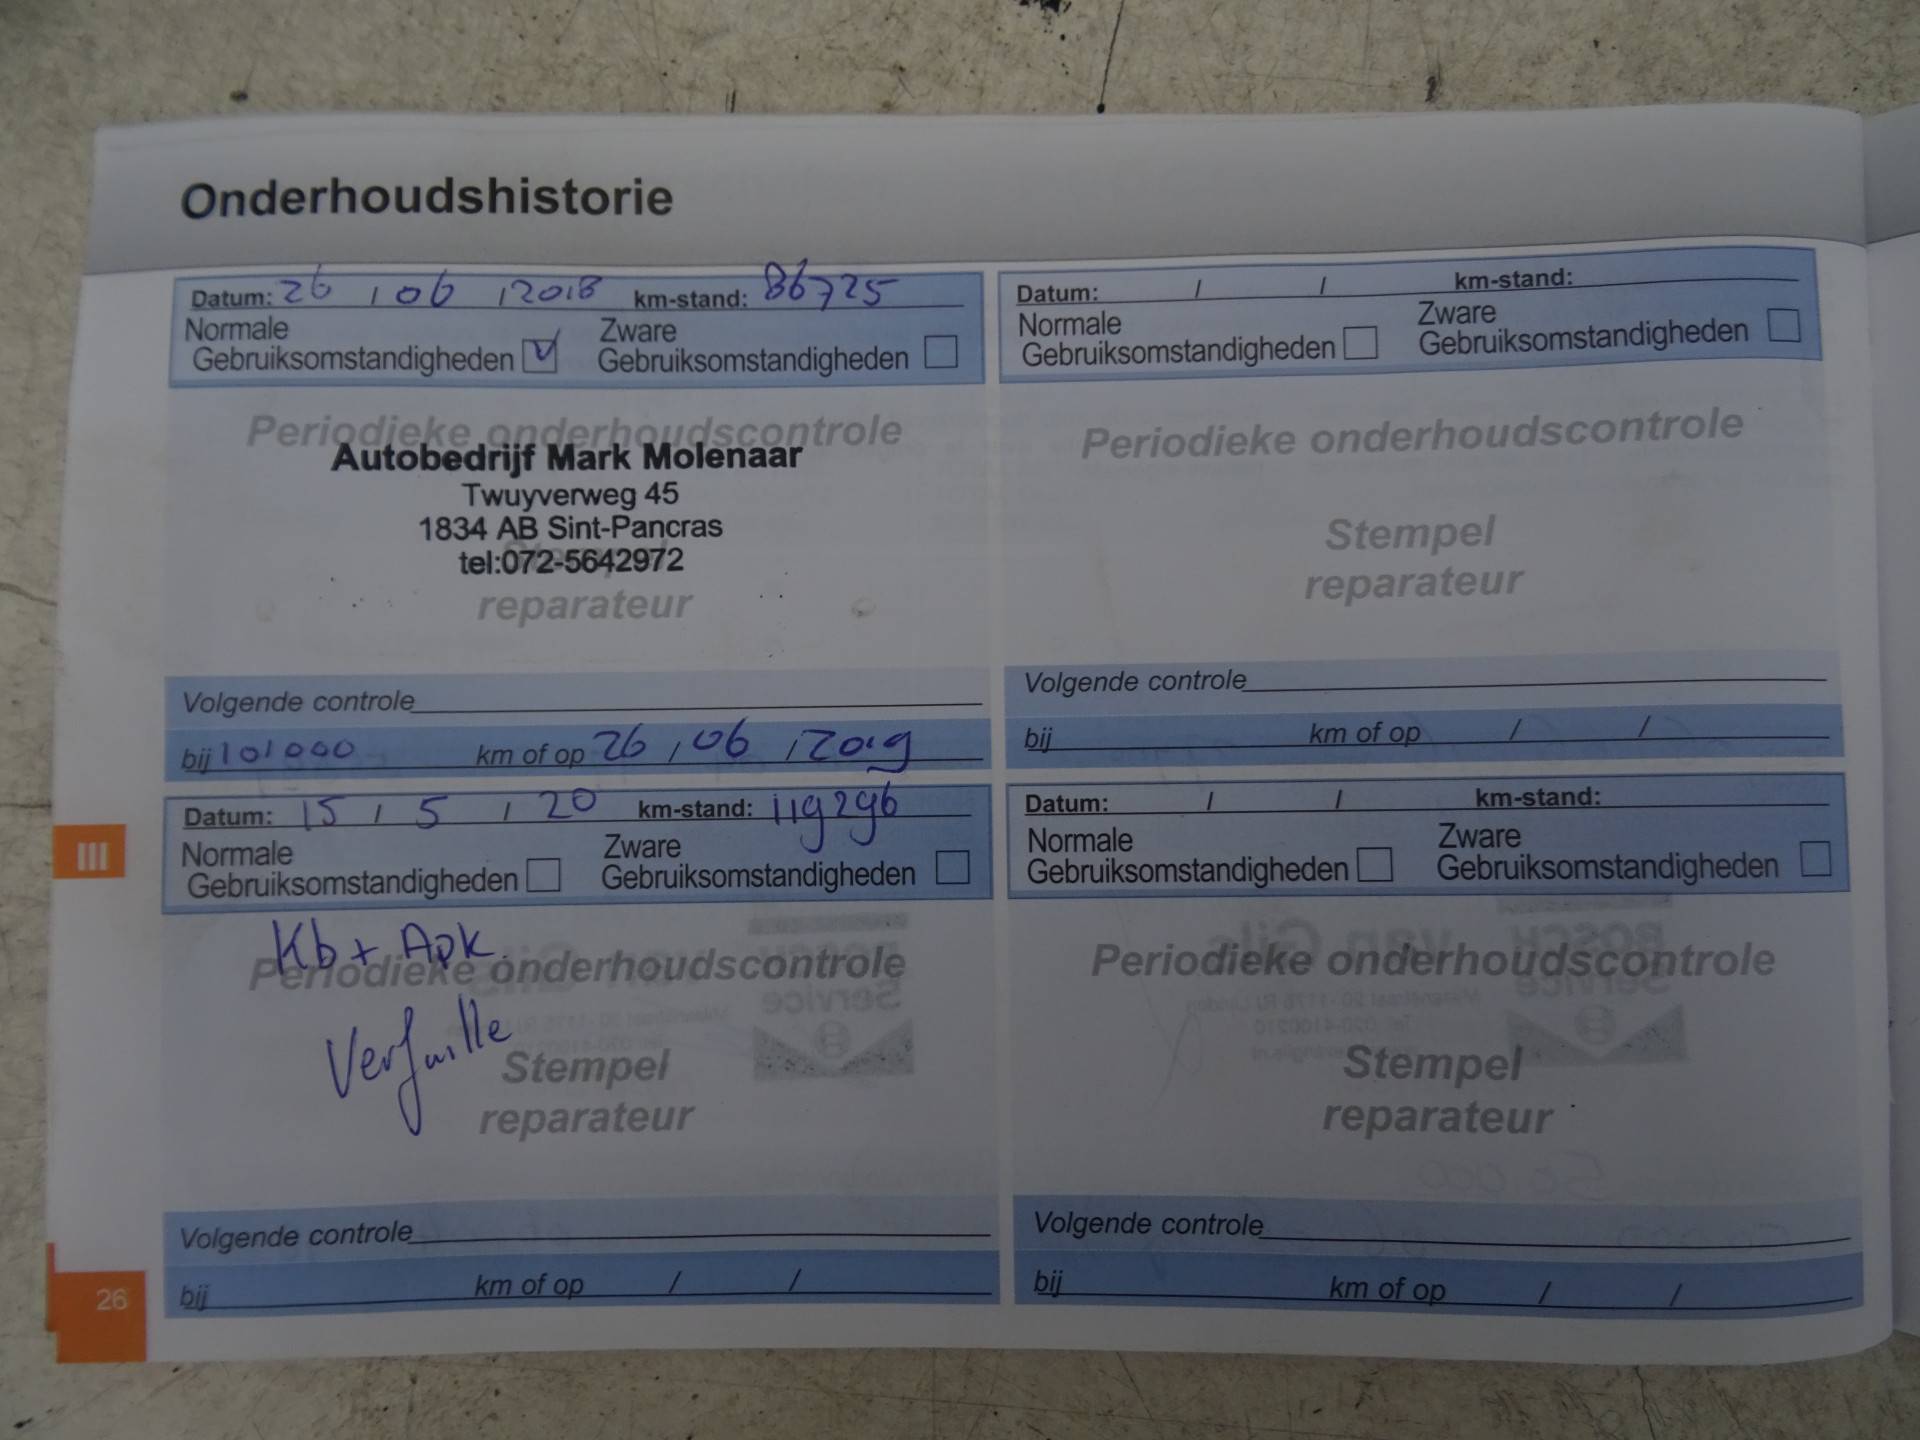 Onderhoudshistorie
Datum: 26 / 06 / 2018 km-stand: 86725
Normale Gebruiksomstandigheden Zware Gebruiksomstandigheden
Periodieke onderhoudscontrole
Autobedrijf Mark Molenaar
Twuyverweg 45
1834 AB Sint-Pancras
tel:072-5642972
Stempel
reparateur
Volgende controle
bij 101000 km of op 26 / 06 / 2019
Datum: / / km-stand:
Normale Gebruiksomstandigheden Zware Gebruiksomstandigheden
Periodieke onderhoudscontrole
Stempel
reparateur
Volgende controle
bij km of op / /
Datum: 15 / 5 / 20 km-stand: 119296
Normale Gebruiksomstandigheden Zware Gebruiksomstandigheden
Kb + Apk.
Periodieke onderhoudscontrole
Verfaille
Stempel
reparateur
Volgende controle
bij km of op / /
Datum: / / km-stand:
Normale Gebruiksomstandigheden Zware Gebruiksomstandigheden
Periodieke onderhoudscontrole
Stempel
reparateur
Volgende controle
bij km of op / /
III
26